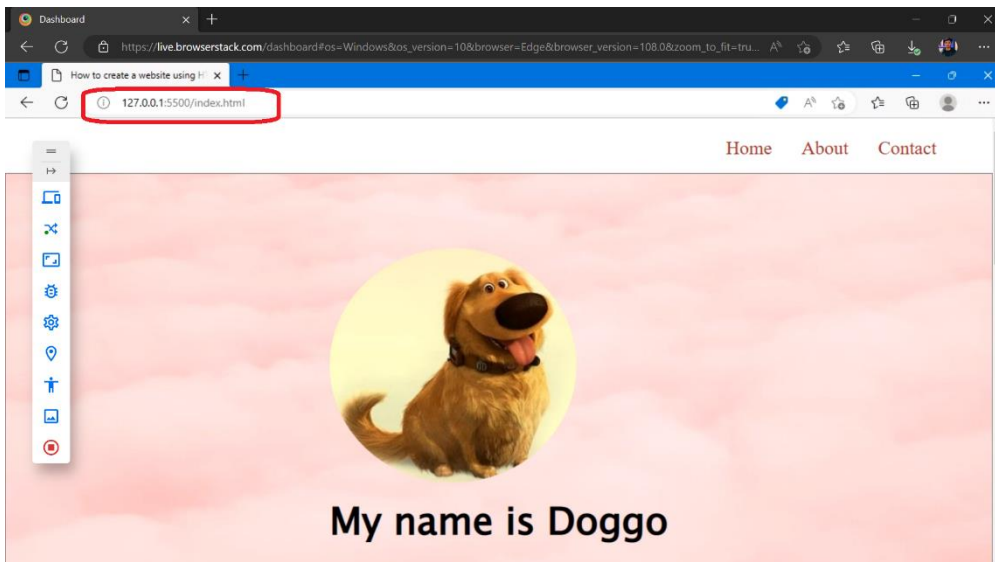 Dashboard
https://live.browserstack.com/dashboard#os=Windows&os_version=10&browser=Edge&browser_version=108.0&zoom_to_fit=tru...
How to create a website using H
127.0.0.1:5500/index.html
Home About Contact
My name is Doggo